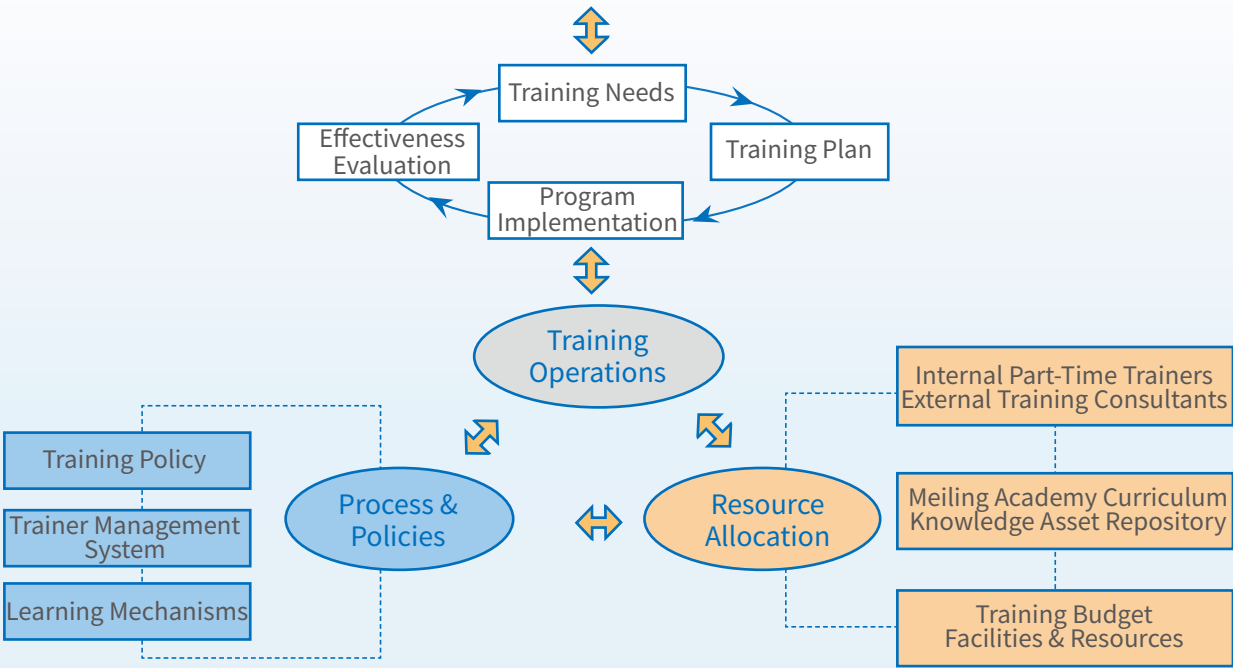 Training Needs
Effectiveness
Evaluation
Training Plan
Program
Implementation
Training
Operations
Internal Part-Time Trainers
External Training Consultants
Training Policy
Process &
Policies
Resource
Allocation
Meiling Academy Curriculum
Knowledge Asset Repository
Trainer Management
System
Learning Mechanisms
Training Budget
Facilities & Resources